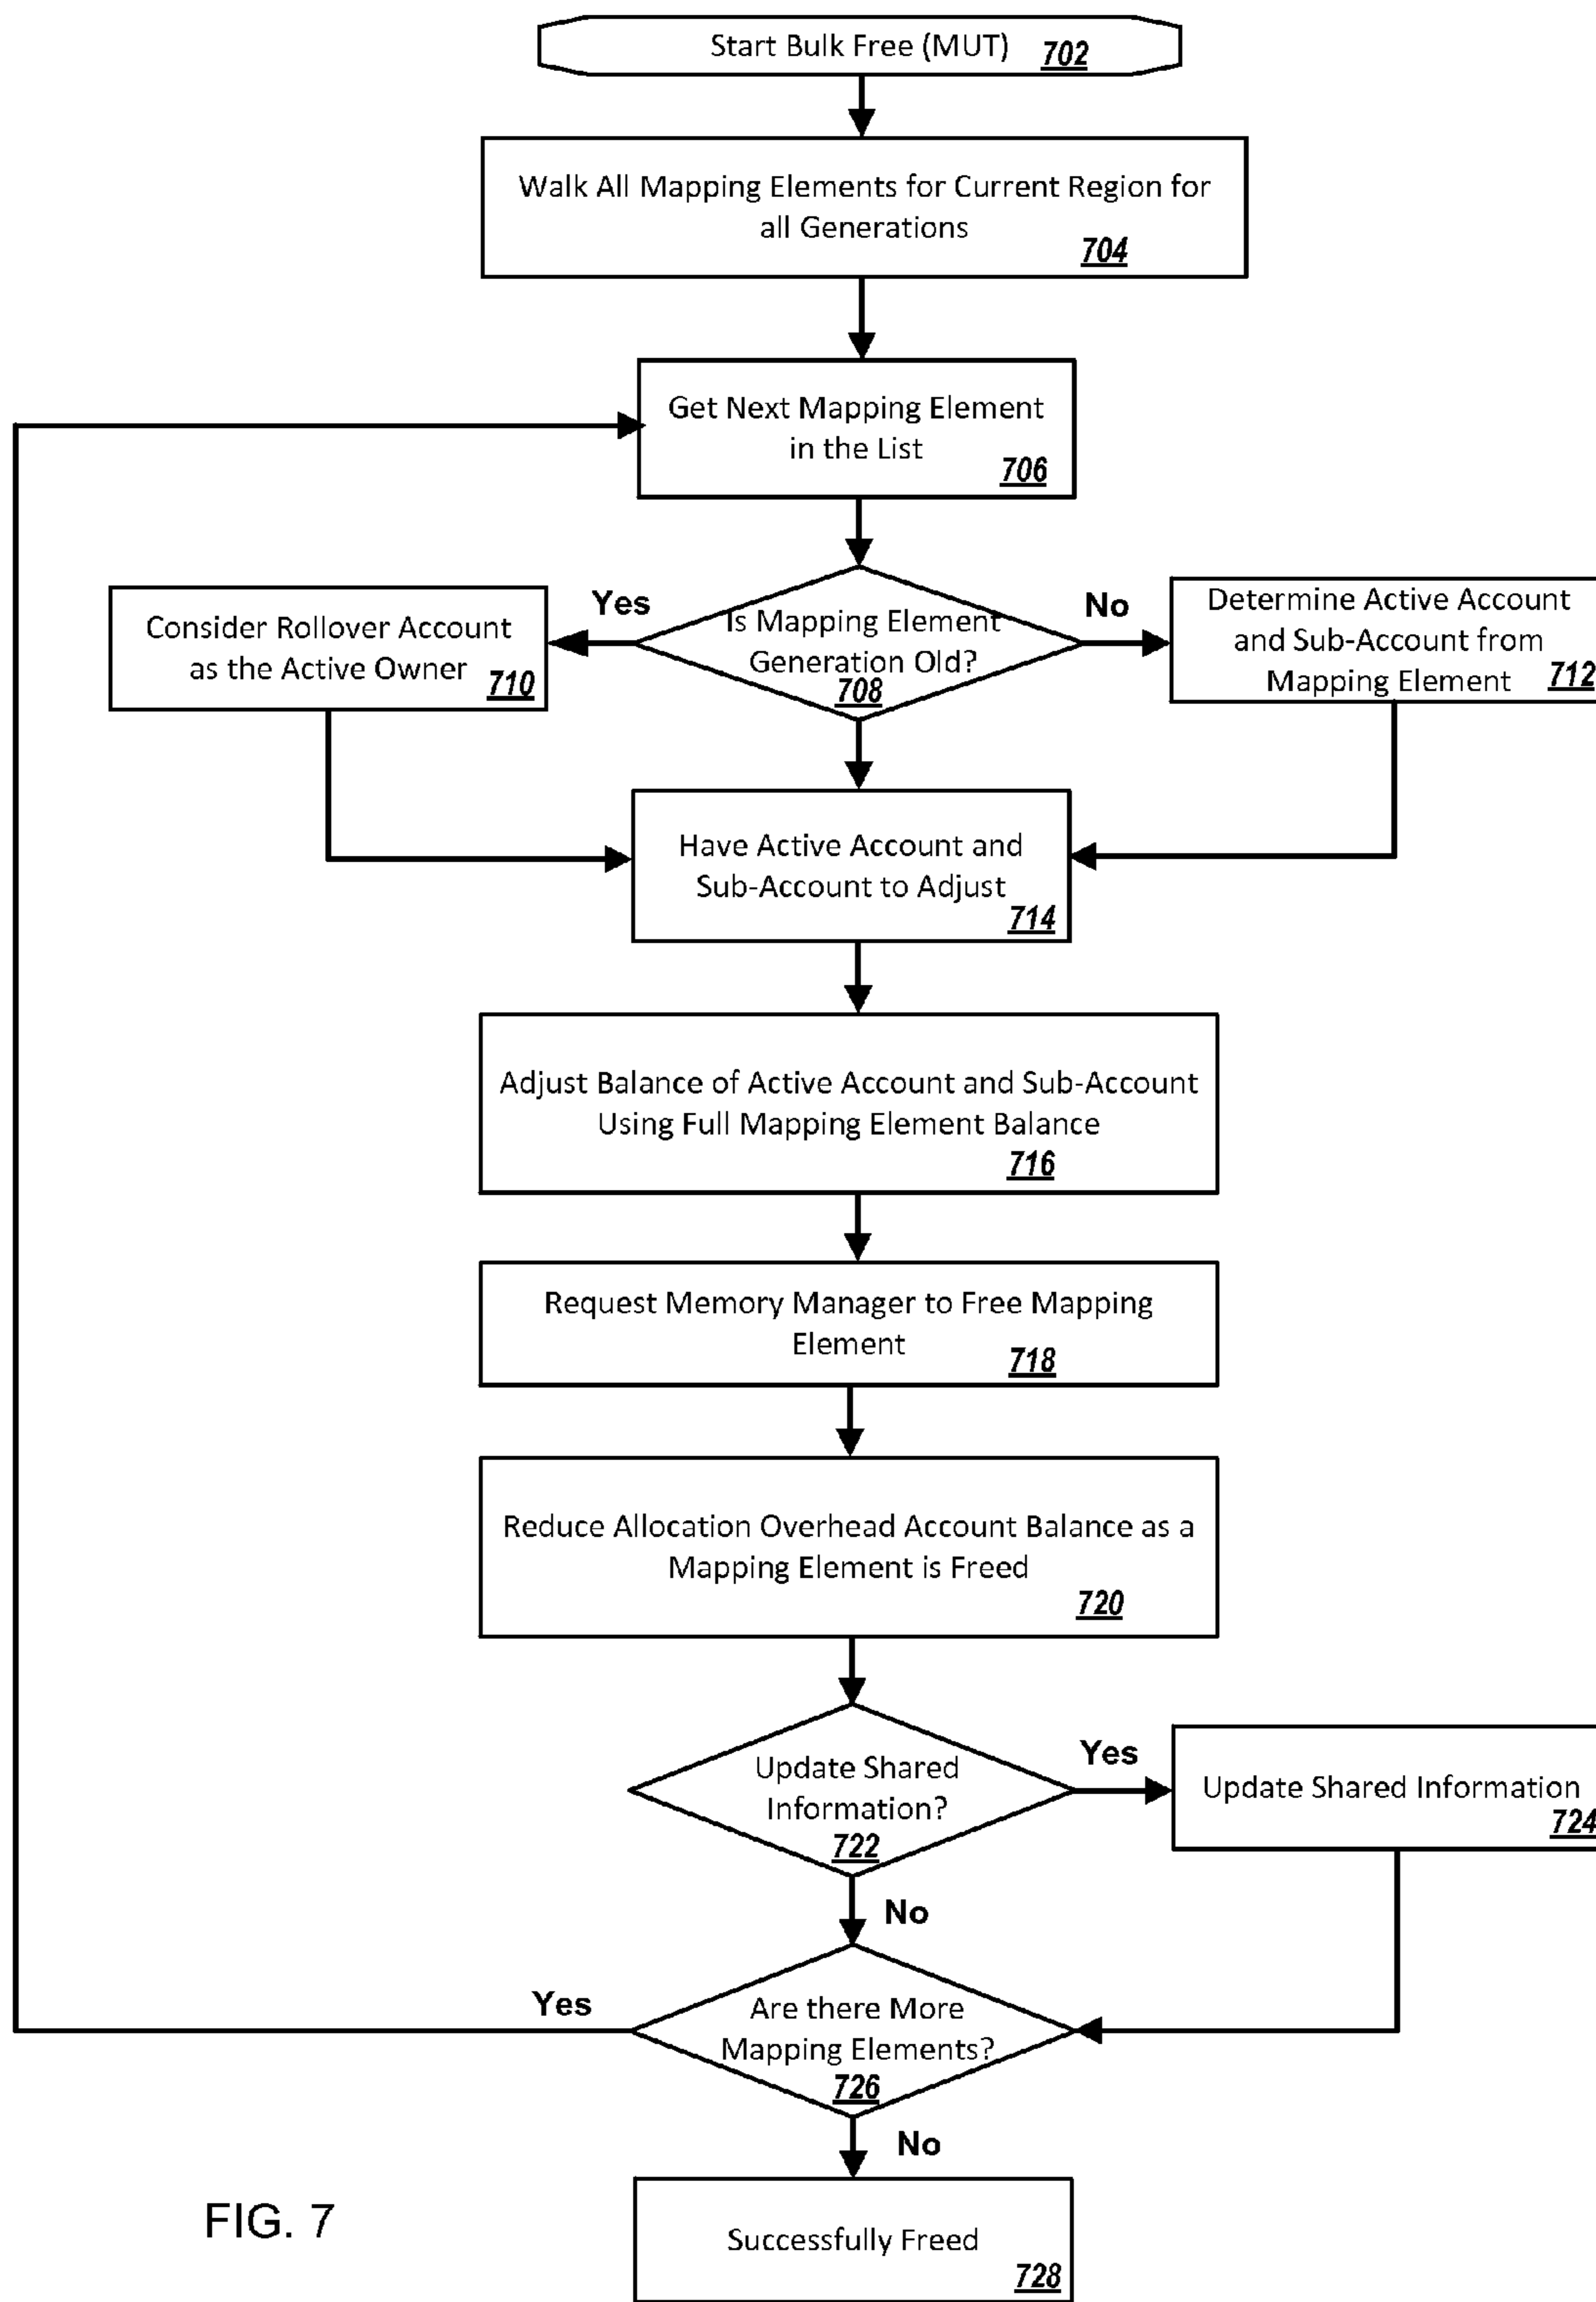 Start Bulk Free (MUT) 702
Walk All Mapping Elements for Current Region for
all Generations
704
Get Next Mapping Element
in the List
706
Yes
Is Mapping Element
Generation Old?
708
No
Consider Rollover Account
as the Active Owner 710
Determine Active Account
and Sub-Account from
Mapping Element 712
Have Active Account and
Sub-Account to Adjust
714
Adjust Balance of Active Account and Sub-Account
Using Full Mapping Element Balance
716
Request Memory Manager to Free Mapping
Element
718
Reduce Allocation Overhead Account Balance as a
Mapping Element is Freed
720
Update Shared
Information?
722
Yes
Update Shared Information
724
No
Yes
Are there More
Mapping Elements?
726
No
Successfully Freed
728
FIG. 7